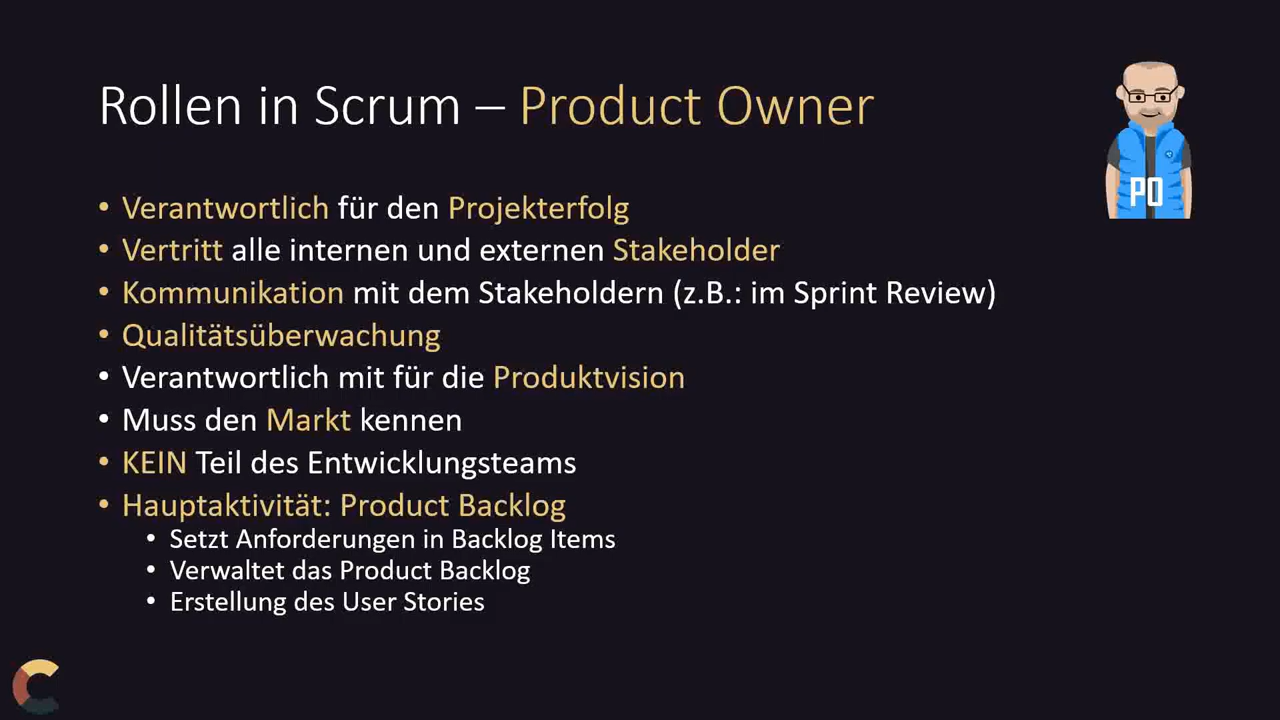 Rollen in Scrum – Product Owner
PO
• Verantwortlich für den Projekterfolg
• Vertritt alle internen und externen Stakeholder
• Kommunikation mit dem Stakeholdern (z.B.: im Sprint Review)
• Qualitätsüberwachung
• Verantwortlich mit für die Produktvision
• Muss den Markt kennen
• KEIN Teil des Entwicklungsteams
• Hauptaktivität: Product Backlog
• Setzt Anforderungen in Backlog Items
• Verwaltet das Product Backlog
• Erstellung des User Stories